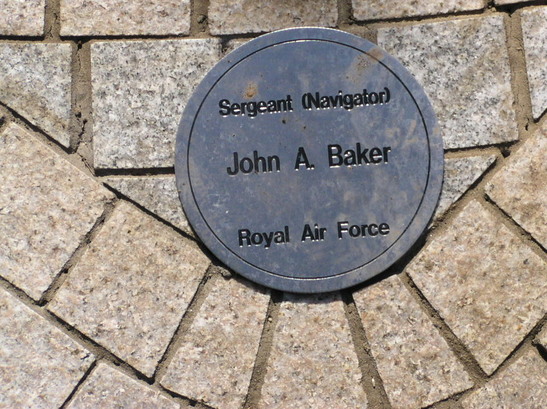 Sergeant (Navigator)
John A. Baker
Royal Air Force